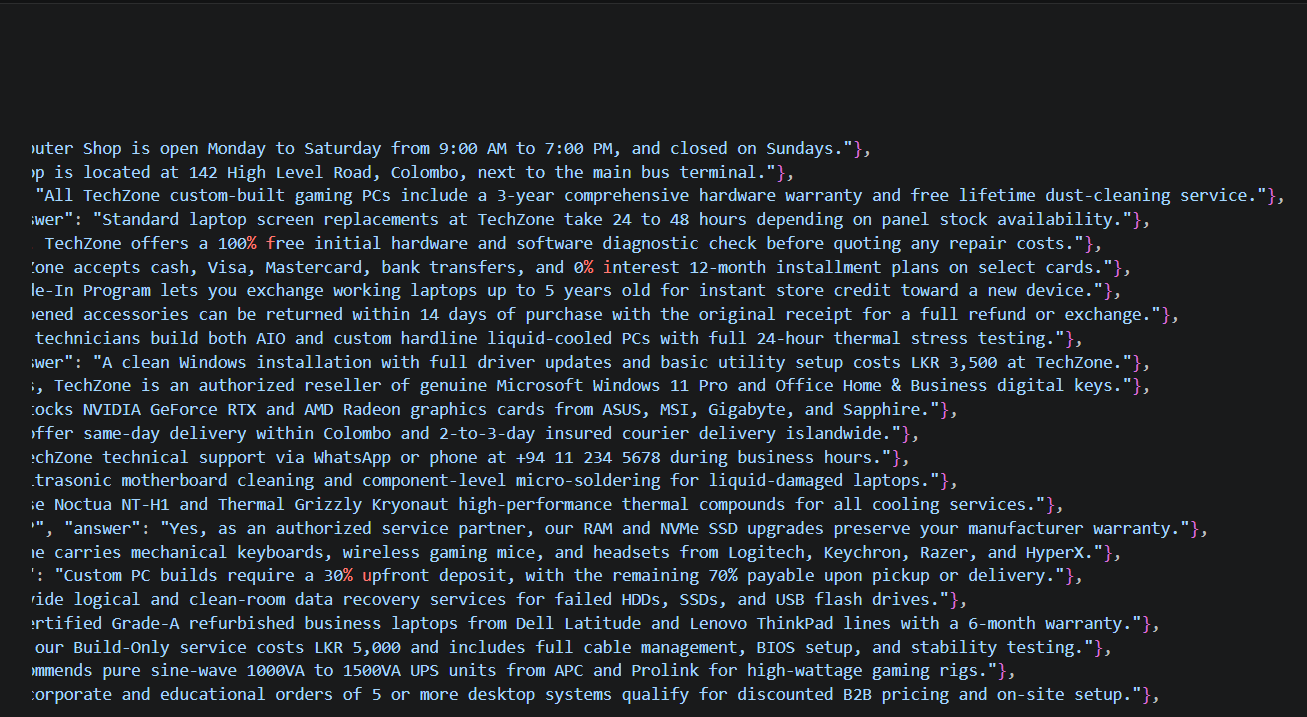 puter Shop is open Monday to Saturday from 9:00 AM to 7:00 PM, and closed on Sundays."},
op is located at 142 High Level Road, Colombo, next to the main bus terminal."},
"All TechZone custom-built gaming PCs include a 3-year comprehensive hardware warranty and free lifetime dust-cleaning service."},
swer": "Standard laptop screen replacements at TechZone take 24 to 48 hours depending on panel stock availability."},
TechZone offers a 100% free initial hardware and software diagnostic check before quoting any repair costs."},
Zone accepts cash, Visa, Mastercard, bank transfers, and 0% interest 12-month installment plans on select cards."},
de-In Program lets you exchange working laptops up to 5 years old for instant store credit toward a new device."},
pened accessories can be returned within 14 days of purchase with the original receipt for a full refund or exchange."},
technicians build both AIO and custom hardline liquid-cooled PCs with full 24-hour thermal stress testing."},
swer": "A clean Windows installation with full driver updates and basic utility setup costs LKR 3,500 at TechZone."},
s, TechZone is an authorized reseller of genuine Microsoft Windows 11 Pro and Office Home & Business digital keys."},
tocks NVIDIA GeForce RTX and AMD Radeon graphics cards from ASUS, MSI, Gigabyte, and Sapphire."},
offer same-day delivery within Colombo and 2-to-3-day insured courier delivery islandwide."},
echZone technical support via WhatsApp or phone at +94 11 234 5678 during business hours."},
ltrasonic motherboard cleaning and component-level micro-soldering for liquid-damaged laptops."},
se Noctua NT-H1 and Thermal Grizzly Kryonaut high-performance thermal compounds for all cooling services."},
?", "answer": "Yes, as an authorized service partner, our RAM and NVMe SSD upgrades preserve your manufacturer warranty."},
ne carries mechanical keyboards, wireless gaming mice, and headsets from Logitech, Keychron, Razer, and HyperX."},
": "Custom PC builds require a 30% upfront deposit, with the remaining 70% payable upon pickup or delivery."},
vide logical and clean-room data recovery services for failed HDDs, SSDs, and USB flash drives."},
ertified Grade-A refurbished business laptops from Dell Latitude and Lenovo ThinkPad lines with a 6-month warranty."},
our Build-Only service costs LKR 5,000 and includes full cable management, BIOS setup, and stability testing."},
ommends pure sine-wave 1000VA to 1500VA UPS units from APC and Prolink for high-wattage gaming rigs."},
corporate and educational orders of 5 or more desktop systems qualify for discounted B2B pricing and on-site setup."},